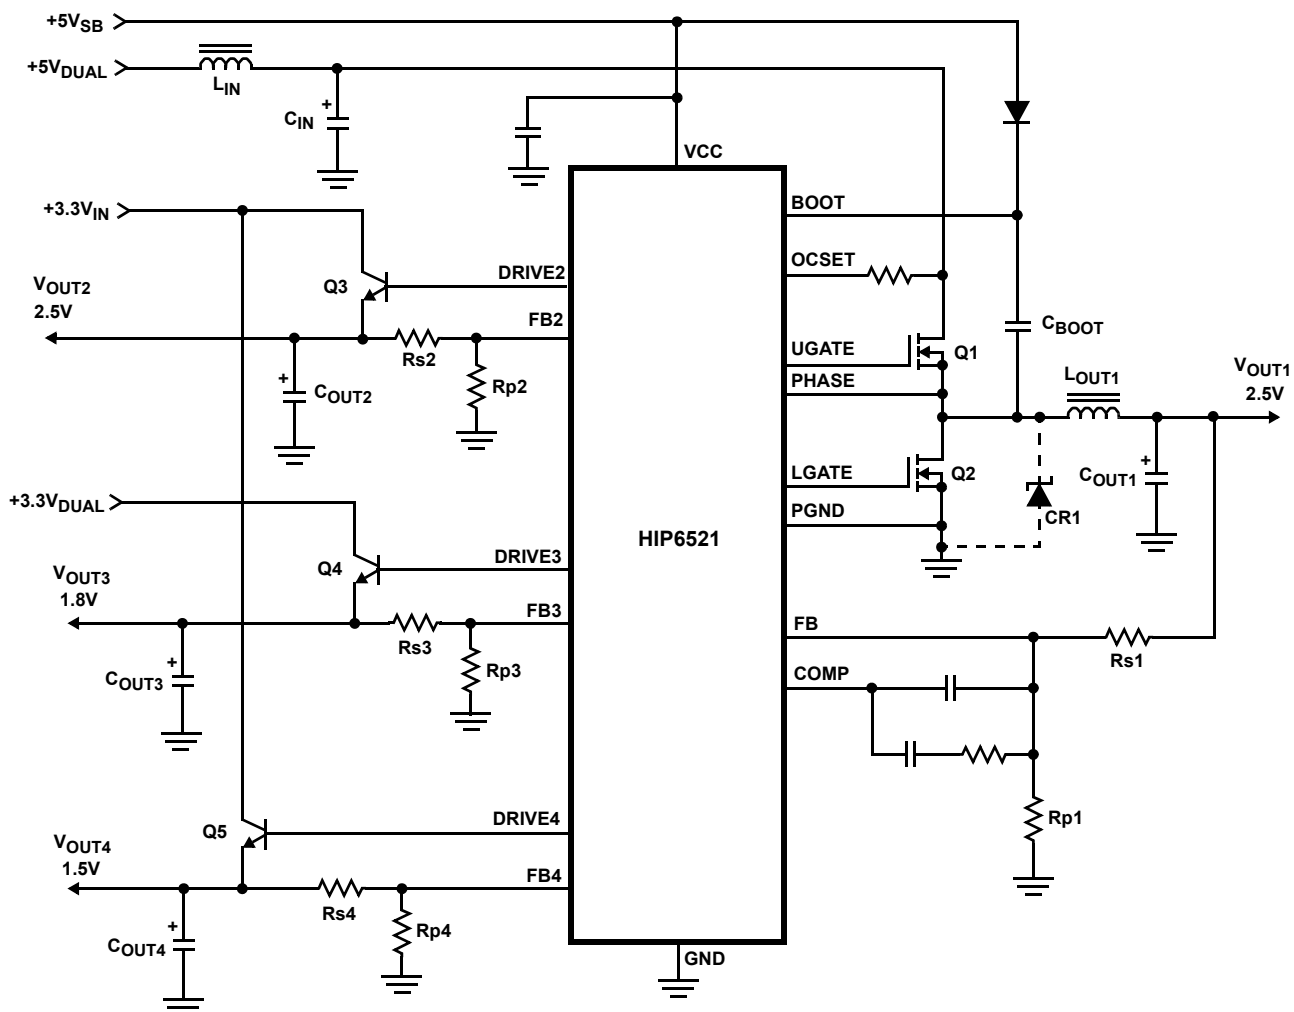 +5VSB
+5VDUAL
LIN
+
CIN
VCC
+3.3VIN
BOOT
DRIVE2
OCSET
Q3
VOUT2
2.5V
FB2
CBOOT
UGATE
Q1
Rs2
PHASE
LOUT1
VOUT1
2.5V
+
COUT2
Rp2
LGATE
Q2
+
COUT1
+3.3VDUAL
PGND
CR1
HIP6521
DRIVE3
Q4
VOUT3
1.8V
FB3
FB
Rs3
Rs1
+
COUT3
Rp3
COMP
DRIVE4
Q5
Rp1
VOUT4
1.5V
FB4
Rs4
+
COUT4
Rp4
GND